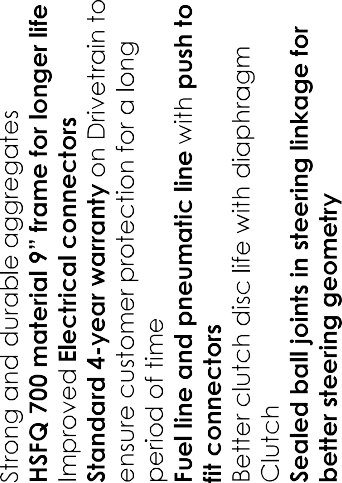 Strong and durable aggregates
HSFQ 700 material 9” frame for longer life
Improved Electrical connectors
Standard 4-year warranty on Drivetrain to
ensure customer protection for a long
period of time
Fuel line and pneumatic line with push to
fit connectors
Better clutch disc life with diaphragm
Clutch
Sealed ball joints in steering linkage for
better steering geometry